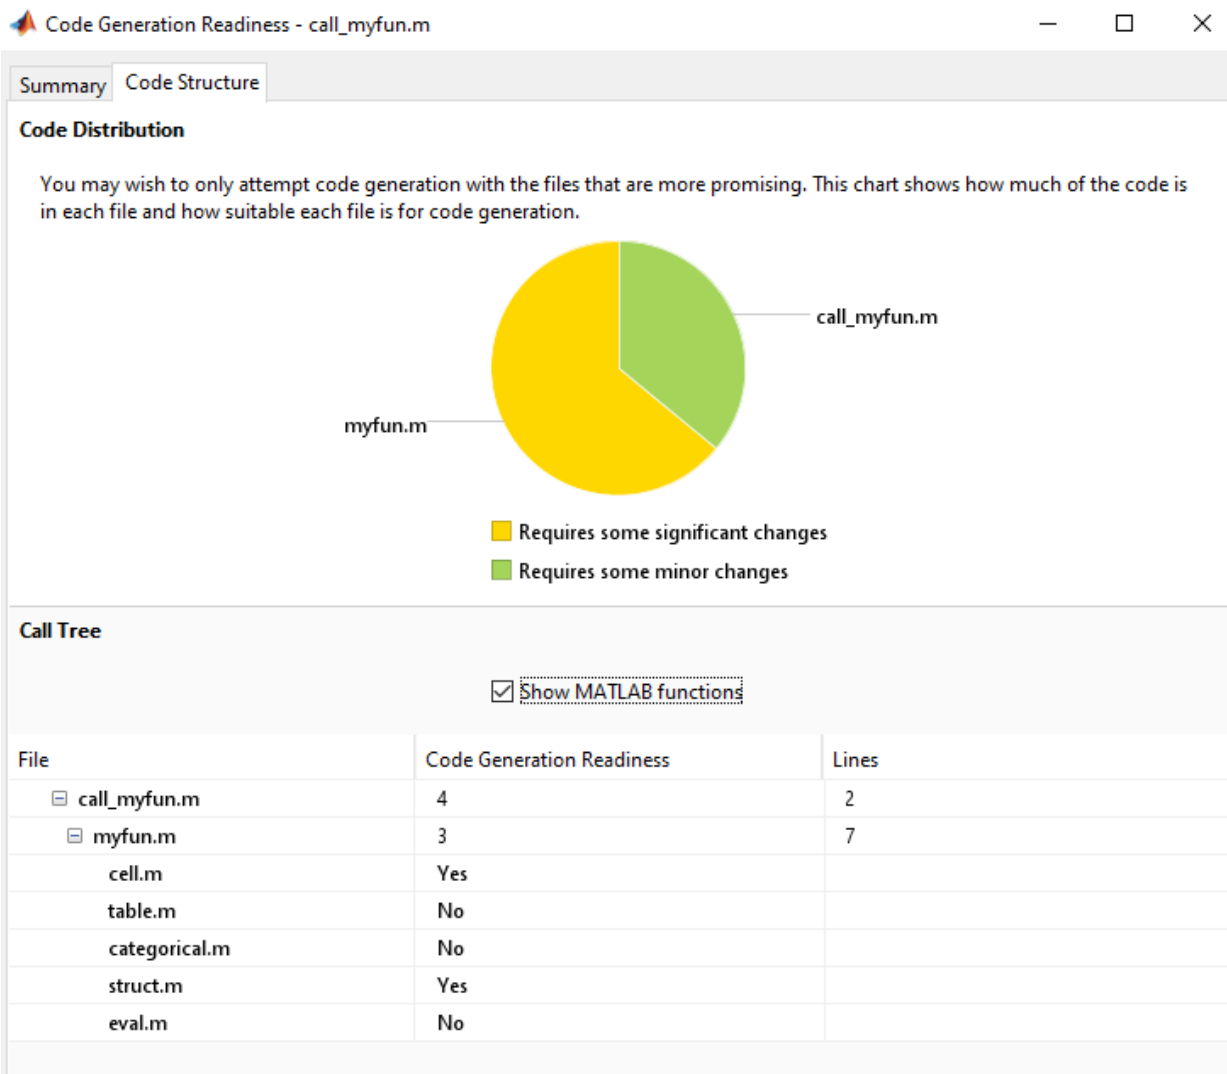 Code Generation Readiness - call_myfun.m
Summary Code Structure
Code Distribution
You may wish to only attempt code generation with the files that are more promising. This chart shows how much of the code is
in each file and how suitable each file is for code generation.
call_myfun.m
myfun.m
Requires some significant changes
Requires some minor changes
Call Tree
Show MATLAB functions
File Code Generation Readiness Lines
call_myfun.m 4 2
myfun.m 3 7
cell.m Yes
table.m No
categorical.m No
struct.m Yes
eval.m No